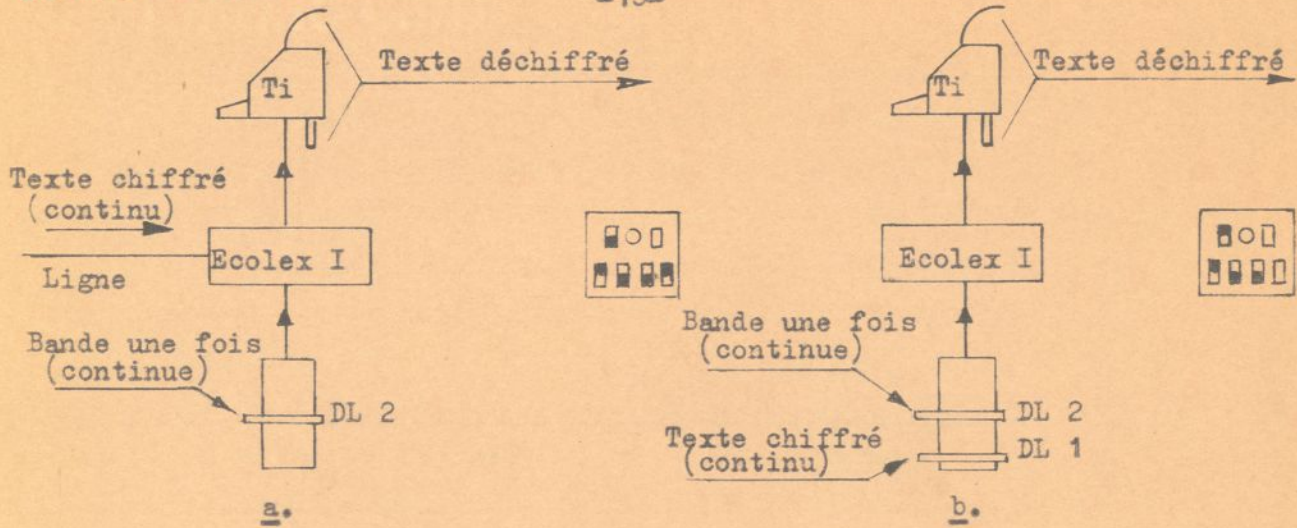 Texte déchiffré
Ti
Texte chiffré
(continu)
Ecolex I
Ligne
Bande une fois
(continue)
DL 2
a.
Texte déchiffré
Ti
Ecolex I
Bande une fois
(continue)
DL 2
Texte chiffré
(continu)
DL 1
b.